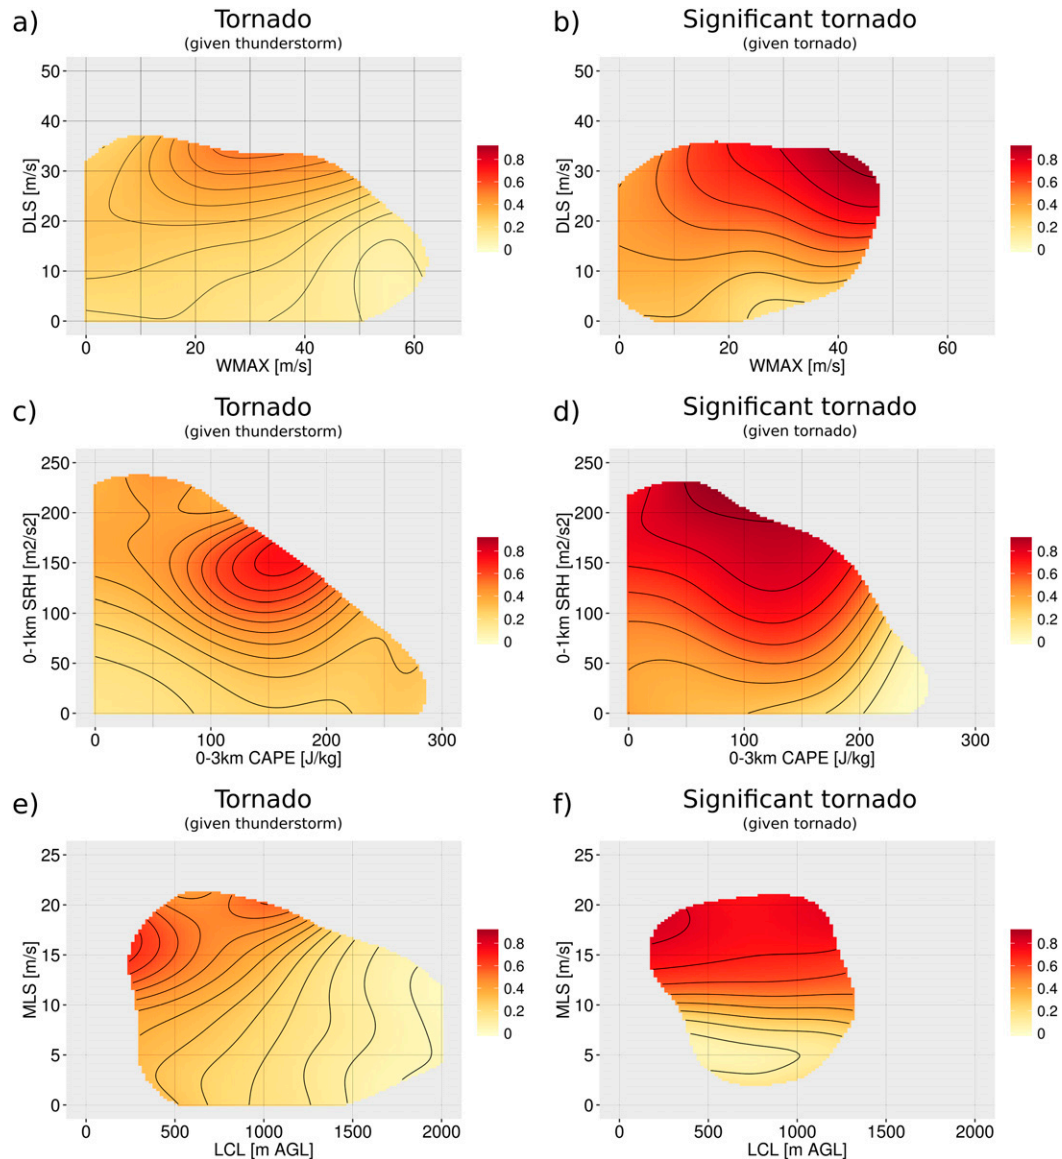 a) Tornado
(given thunderstorm)
50
40
30
20
10
0
DLS [m/s]
0 20 40 60
WMAX [m/s]
0.8
0.6
0.4
0.2
0
b) Significant tornado
(given tornado)
50
40
30
20
10
0
DLS [m/s]
0 20 40 60
WMAX [m/s]
0.8
0.6
0.4
0.2
0
c) Tornado
(given thunderstorm)
250
200
150
100
50
0
0-1km SRH [m2/s2]
0 100 200 300
0-3km CAPE [J/kg]
0.8
0.6
0.4
0.2
0
d) Significant tornado
(given tornado)
250
200
150
100
50
0
0-1km SRH [m2/s2]
0 100 200 300
0-3km CAPE [J/kg]
0.8
0.6
0.4
0.2
0
e) Tornado
(given thunderstorm)
25
20
15
10
5
0
MLS [m/s]
0 500 1000 1500 2000
LCL [m AGL]
0.8
0.6
0.4
0.2
0
f) Significant tornado
(given tornado)
25
20
15
10
5
0
MLS [m/s]
0 500 1000 1500 2000
LCL [m AGL]
0.8
0.6
0.4
0.2
0